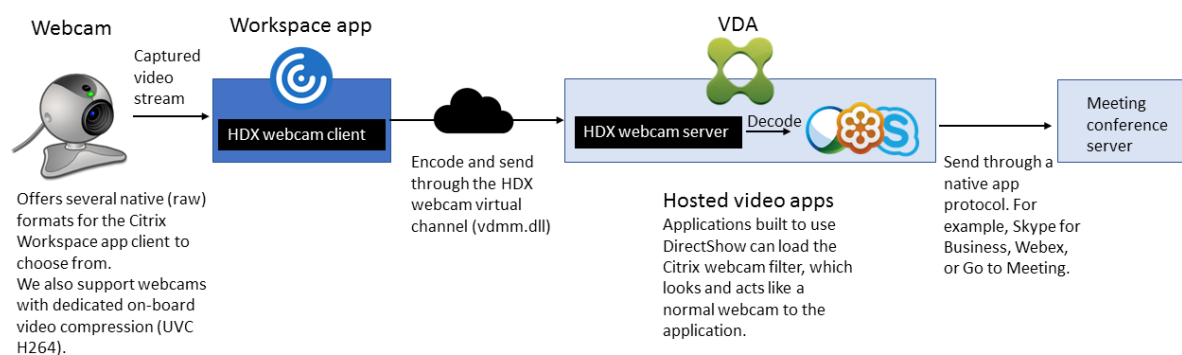 Webcam
Captured
video
stream
Offers several native (raw)
formats for the Citrix
Workspace app client to
choose from.
We also support webcams
with dedicated on-board
video compression (UVC
H264).
Workspace app
HDX webcam client
Encode and send
through the HDX
webcam virtual
channel (vdmm.dll)
VDA
HDX webcam server
Decode
S
Hosted video apps
Applications built to use
DirectShow can load the
Citrix webcam filter, which
looks and acts like a
normal webcam to the
application.
Send through a
native app
protocol. For
example, Skype for
Business, Webex,
or Go to Meeting.
Meeting
conference
server